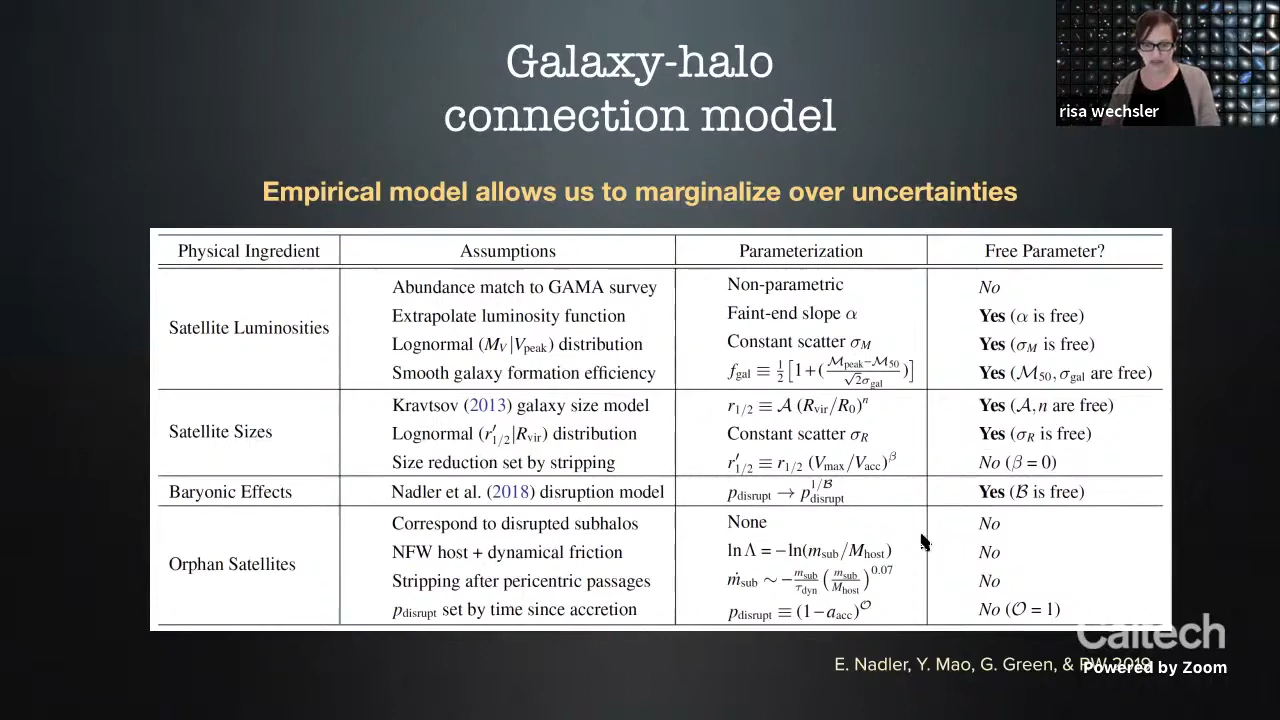 Galaxy-halo
connection model
risa wechsler
Empirical model allows us to marginalize over uncertainties
Physical Ingredient Assumptions Parameterization Free Parameter?
Satellite Luminosities
Abundance match to GAMA survey Non-parametric No
Extrapolate luminosity function Faint-end slope α Yes (α is free)
Lognormal (M_V|V_peak) distribution Constant scatter σ_M Yes (σ_M is free)
Smooth galaxy formation efficiency f_gal ≡ 1/2 [1+(ℳ_peak−ℳ_50 / √2σ_gal)] Yes (ℳ_50, σ_gal are free)
Satellite Sizes
Kravtsov (2013) galaxy size model r_1/2 ≡ 𝒜 (R_vir/R_0)^n Yes (𝒜, n are free)
Lognormal (r′_1/2|R_vir) distribution Constant scatter σ_R Yes (σ_R is free)
Size reduction set by stripping r′_1/2 ≡ r_1/2 (V_max/V_acc)^β No (β = 0)
Baryonic Effects Nadler et al. (2018) disruption model p_disrupt → p_disrupt^1/ℬ Yes (ℬ is free)
Orphan Satellites
Correspond to disrupted subhalos None No
NFW host + dynamical friction ln Λ = −ln(m_sub/M_host) No
Stripping after pericentric passages ṁ_sub ∼ −m_sub/τ_dyn (m_sub/M_host)^0.07 No
p_disrupt set by time since accretion p_disrupt ≡ (1−a_acc)^𝒪 No (𝒪 = 1)
Caltech
E. Nadler, Y. Mao, G. Green, & RW 2019
Powered by Zoom